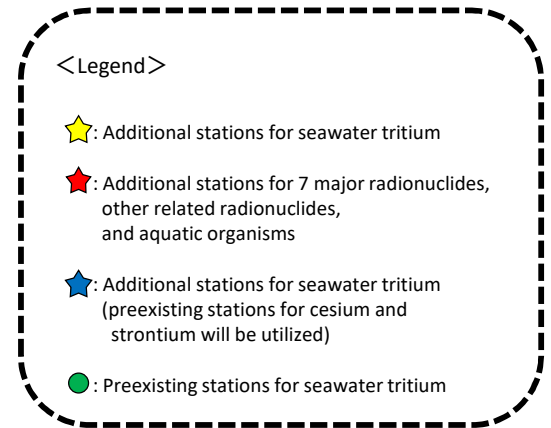 ＜Legend＞
: Additional stations for seawater tritium
: Additional stations for 7 major radionuclides,
other related radionuclides,
and aquatic organisms
: Additional stations for seawater tritium
(preexisting stations for cesium and
strontium will be utilized)
: Preexisting stations for seawater tritium